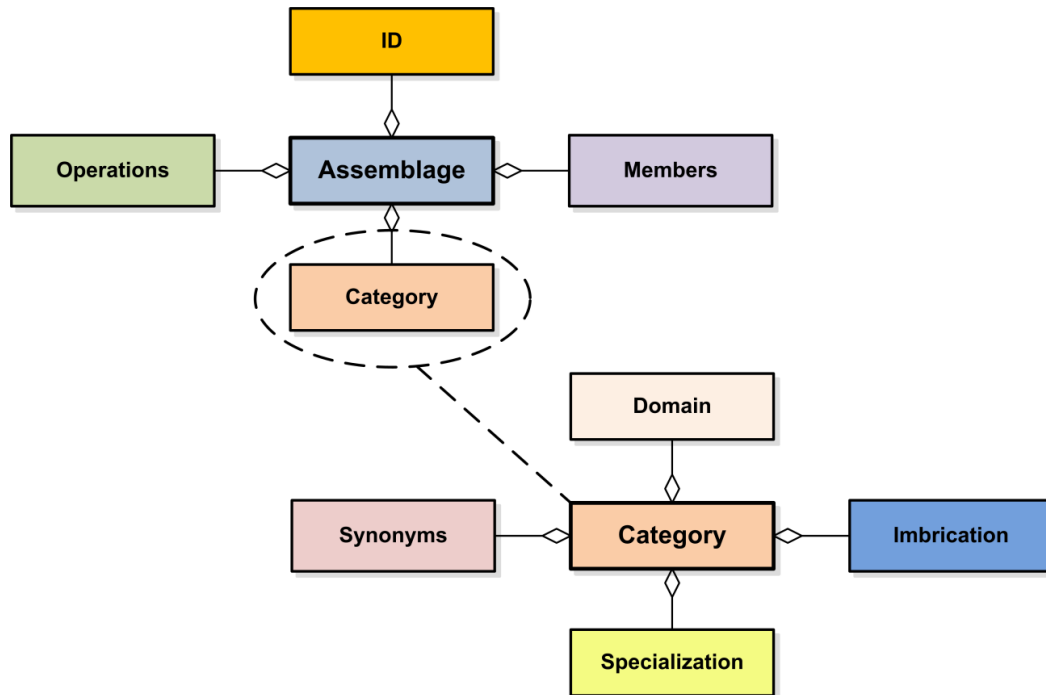 ID
Operations
Assemblage
Members
Category
Domain
Synonyms
Category
Imbrication
Specialization